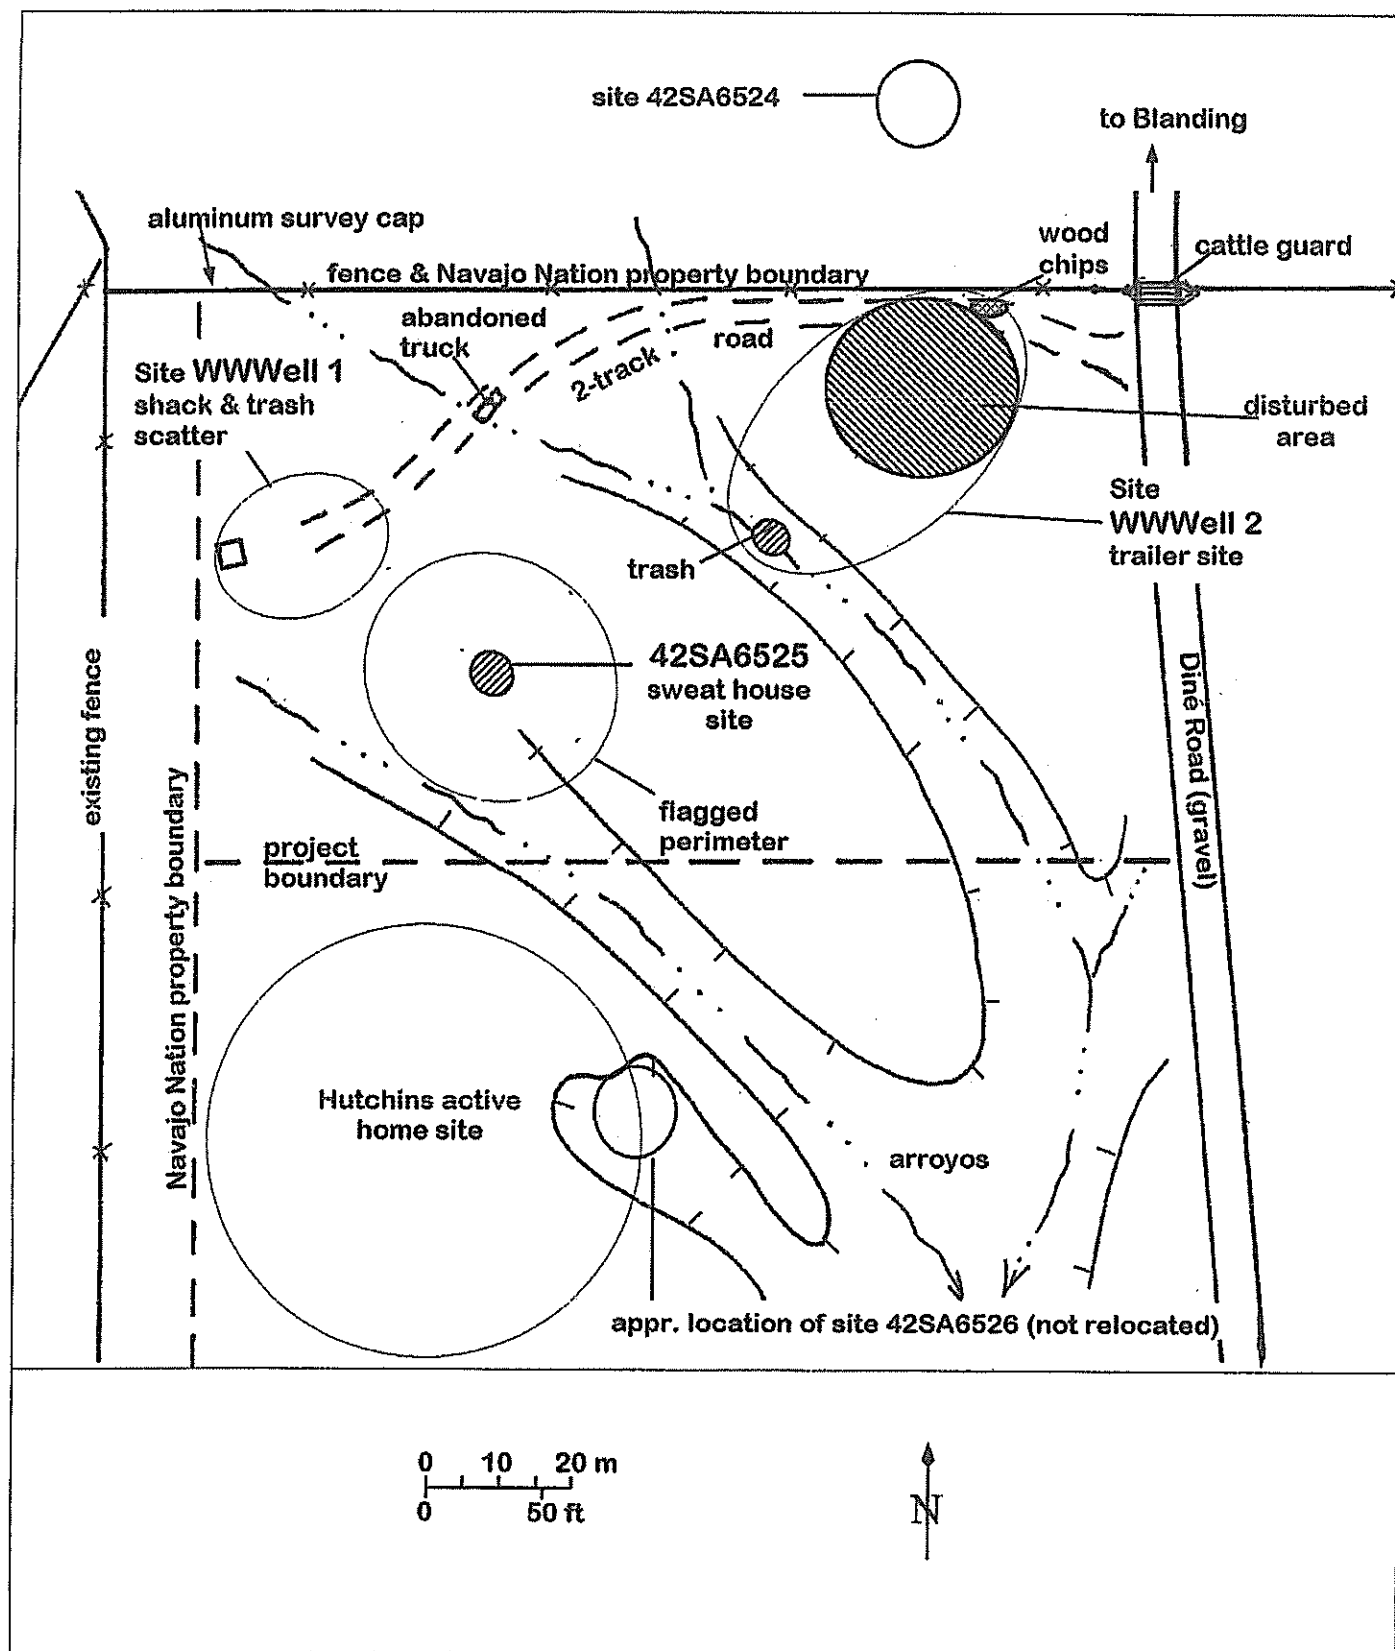 site 42SA6524
to Blanding
aluminum survey cap
wood
chips
cattle guard
fence & Navajo Nation property boundary
abandoned
truck
road
2-track
Site WWWell 1
shack & trash
scatter
disturbed
area
Site
WWWell 2
trailer site
trash
42SA6525
sweat house
site
existing fence
Navajo Nation property boundary
Diné Road (gravel)
flagged
perimeter
project
boundary
Hutchins active
home site
arroyos
appr. location of site 42SA6526 (not relocated)
0 10 20 m
0 50 ft
N